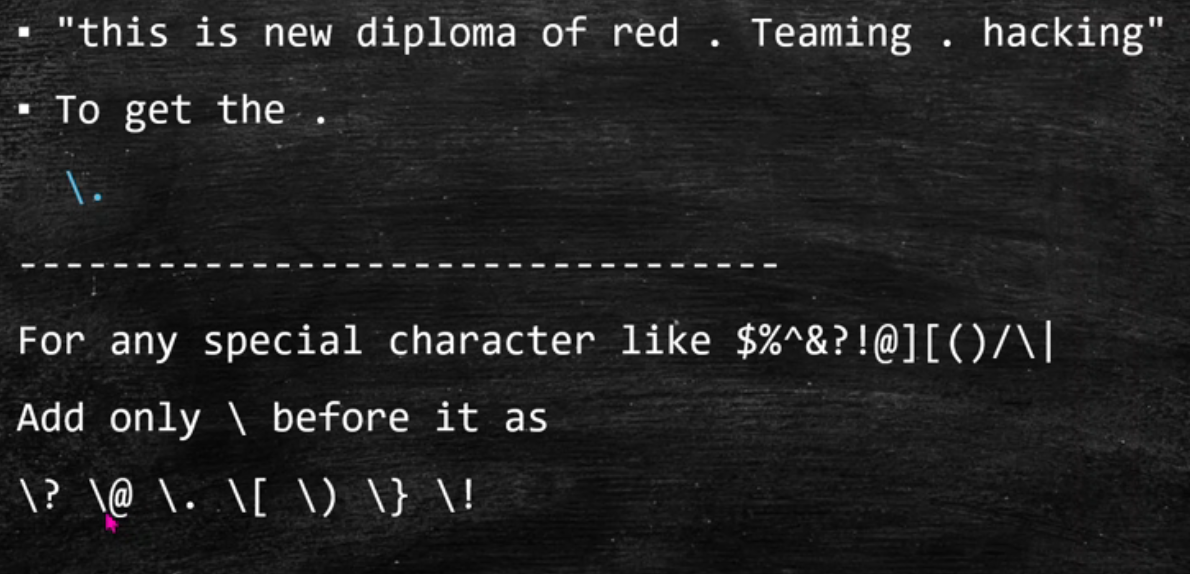 ▪ "this is new diploma of red . Teaming . hacking"
▪ To get the .
\.
---------------------------------
For any special character like $%^&?!@][()/\|
Add only \ before it as
\? \@ \. \[ \) \} \!